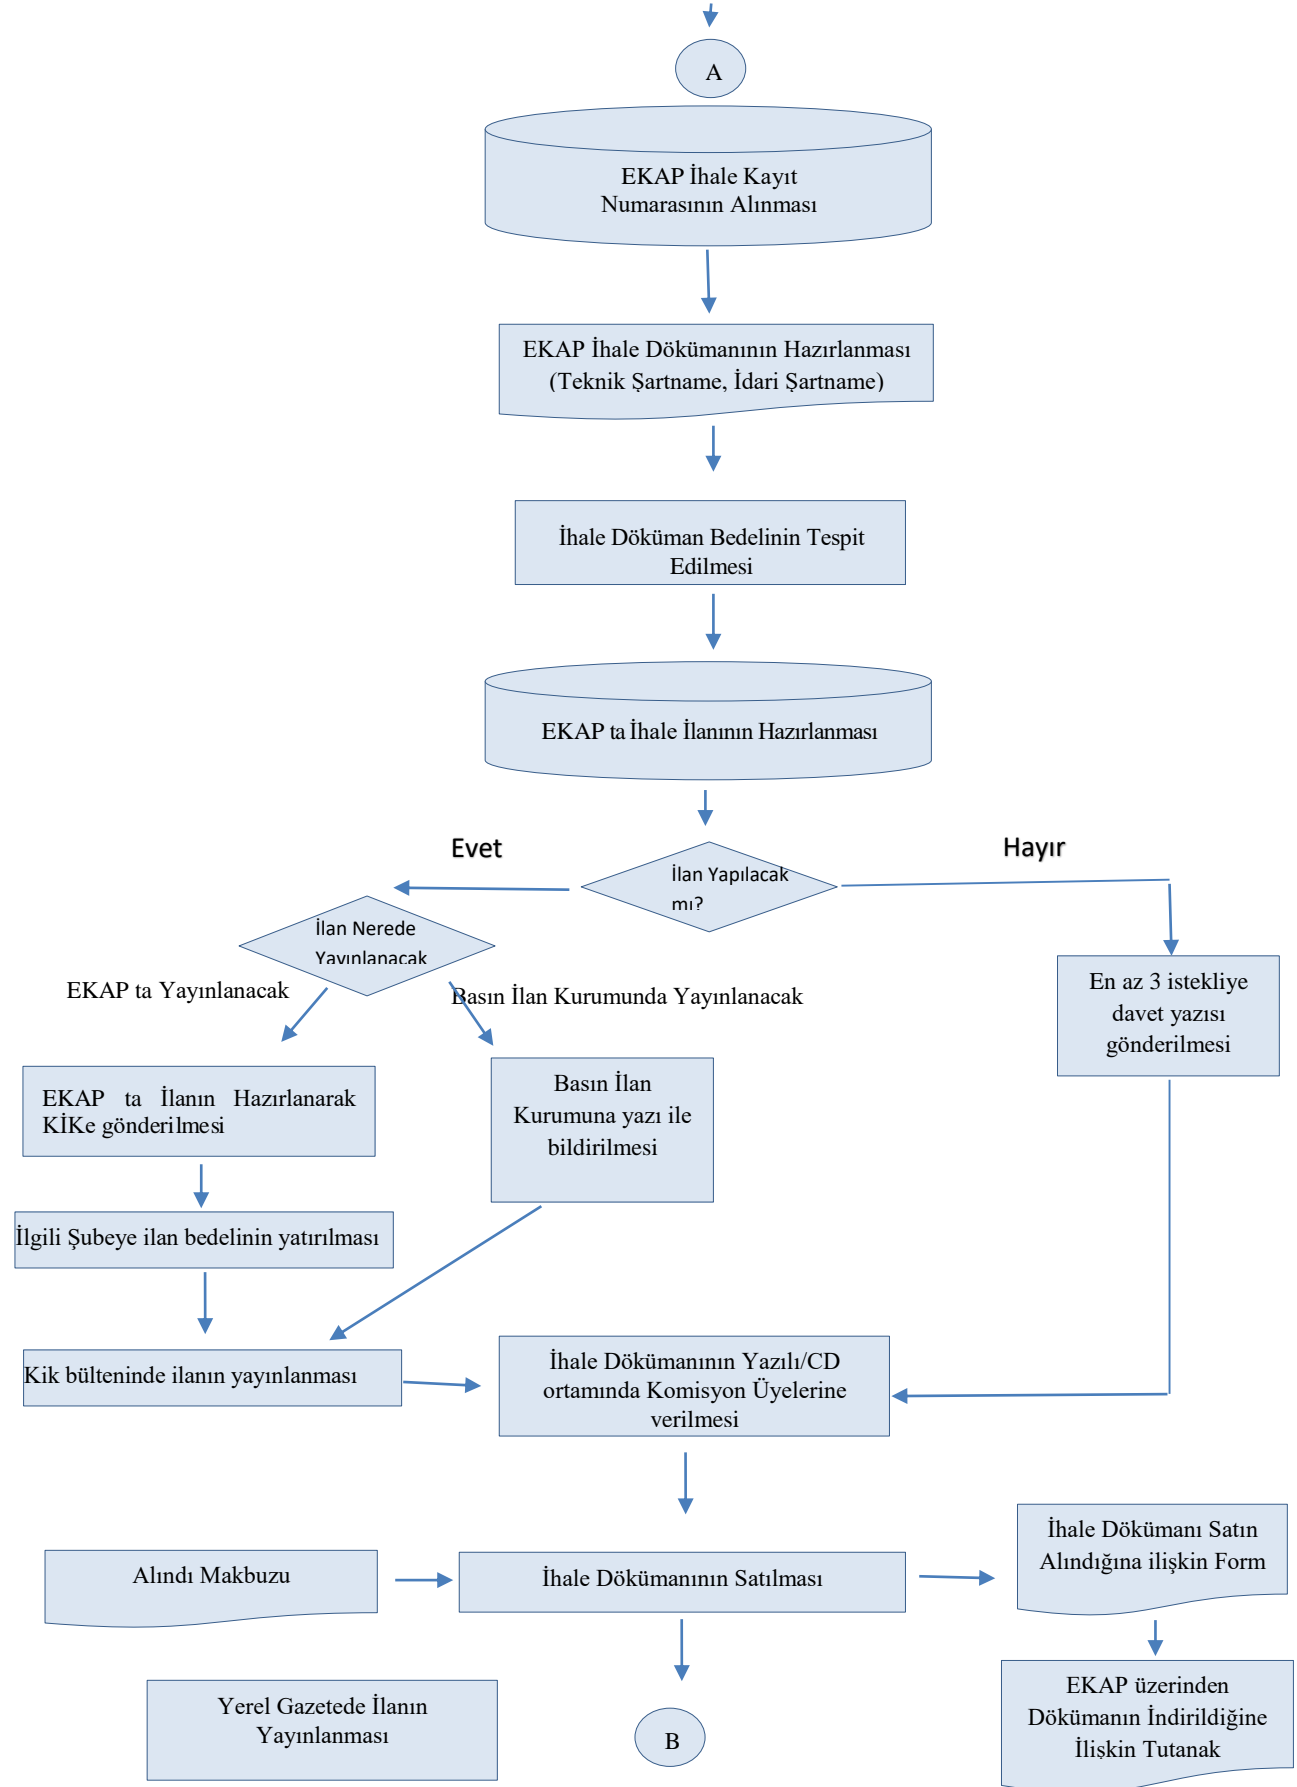 A
EKAP İhale Kayıt
Numarasının Alınması
EKAP İhale Dökümanının Hazırlanması
(Teknik Şartname, İdari Şartname)
İhale Döküman Bedelinin Tespit
Edilmesi
EKAP ta İhale İlanının Hazırlanması
Evet
Hayır
İlan Yapılacak
mı?
İlan Nerede
Yayınlanacak
EKAP ta Yayınlanacak
Basın İlan Kurumunda Yayınlanacak
En az 3 istekliye
davet yazısı
gönderilmesi
EKAP ta İlanın Hazırlanarak
KİKe gönderilmesi
Basın İlan
Kurumuna yazı ile
bildirilmesi
İlgili Şubeye ilan bedelinin yatırılması
Kik bülteninde ilanın yayınlanması
İhale Dökümanının Yazılı/CD
ortamında Komisyon Üyelerine
verilmesi
Alındı Makbuzu
İhale Dökümanının Satılması
İhale Dökümanı Satın
Alındığına ilişkin Form
Yerel Gazetede İlanın
Yayınlanması
B
EKAP üzerinden
Dökümanın İndirildiğine
İlişkin Tutanak